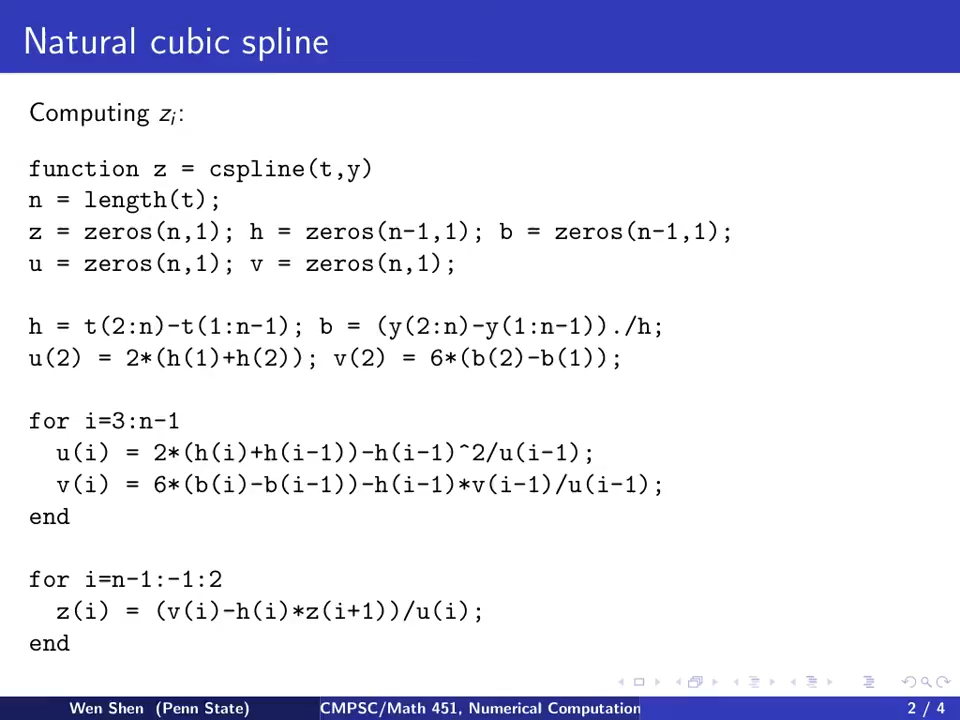 Natural cubic spline
Computing zᵢ:
function z = cspline(t,y)
n = length(t);
z = zeros(n,1); h = zeros(n-1,1); b = zeros(n-1,1);
u = zeros(n,1); v = zeros(n,1);
h = t(2:n)-t(1:n-1); b = (y(2:n)-y(1:n-1))./h;
u(2) = 2*(h(1)+h(2)); v(2) = 6*(b(2)-b(1));
for i=3:n-1
  u(i) = 2*(h(i)+h(i-1))-h(i-1)^2/u(i-1);
  v(i) = 6*(b(i)-b(i-1))-h(i-1)*v(i-1)/u(i-1);
end
for i=n-1:-1:2
  z(i) = (v(i)-h(i)*z(i+1))/u(i);
end
Wen Shen (Penn State) CMPSC/Math 451, Numerical Computation 2 / 4